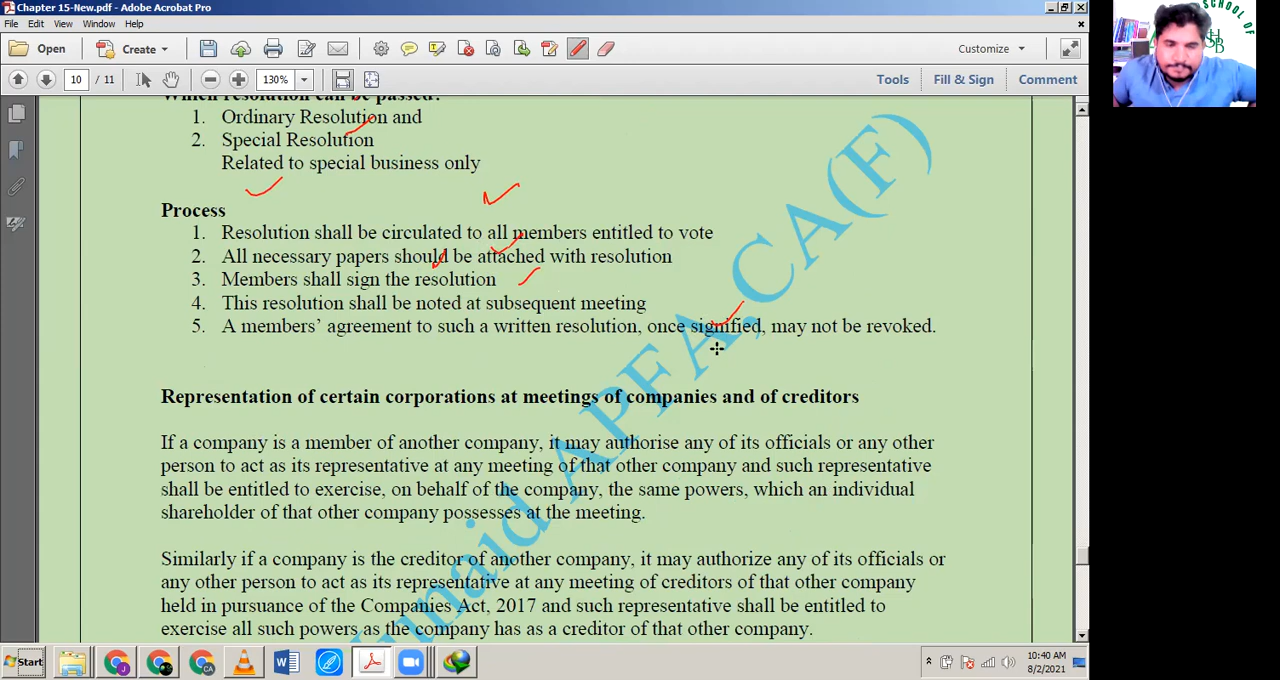 Chapter 15-New.pdf - Adobe Acrobat Pro
File Edit View Window Help
Open Create Customize
10 / 11 130% Tools Fill & Sign Comment
Which resolution can be passed?
1. Ordinary Resolution and
2. Special Resolution
Related to special business only
Process
1. Resolution shall be circulated to all members entitled to vote
2. All necessary papers should be attached with resolution
3. Members shall sign the resolution
4. This resolution shall be noted at subsequent meeting
5. A members’ agreement to such a written resolution, once signified, may not be revoked.
Representation of certain corporations at meetings of companies and of creditors
If a company is a member of another company, it may authorise any of its officials or any other
person to act as its representative at any meeting of that other company and such representative
shall be entitled to exercise, on behalf of the company, the same powers, which an individual
shareholder of that other company possesses at the meeting.
Similarly if a company is the creditor of another company, it may authorize any of its officials or
any other person to act as its representative at any meeting of creditors of that other company
held in pursuance of the Companies Act, 2017 and such representative shall be entitled to
exercise all such powers as the company has as a creditor of that other company.
Junaid APFA, CA(F)
SCHOOL OF
Start
10:40 AM
8/2/2021